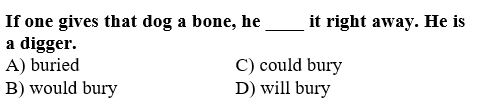 If one gives that dog a bone, he ____ it right away. He is
a digger.
A) buried C) could bury
B) would bury D) will bury